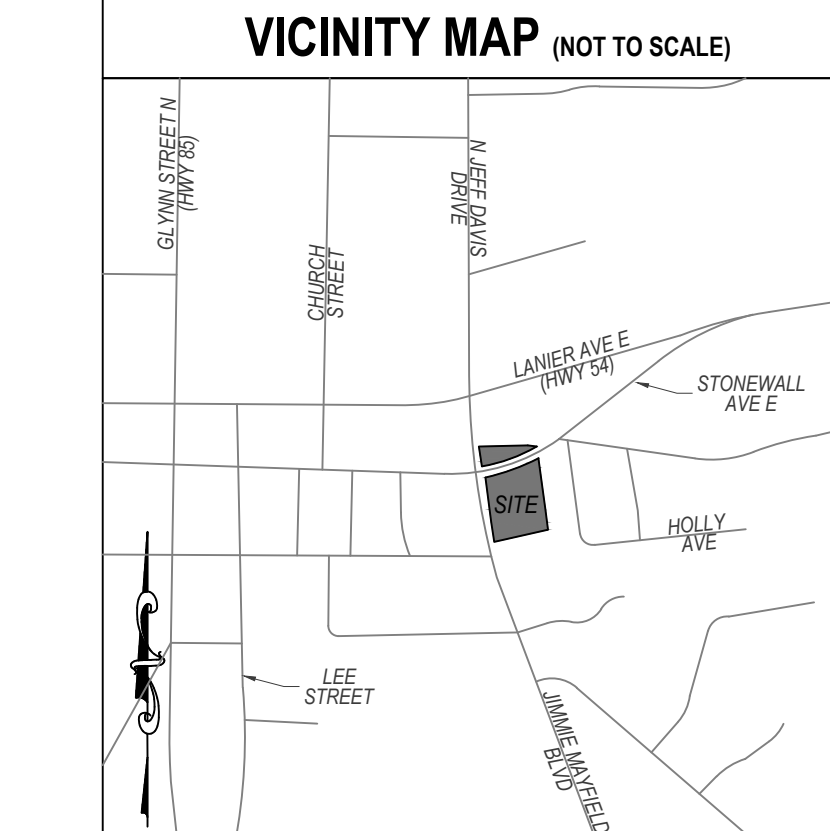 VICINITY MAP (NOT TO SCALE)
GLYNN STREET N
(HWY 85)
CHURCH
STREET
N JEFF DAVIS
DRIVE
LANIER AVE E
(HWY 54)
STONEWALL
AVE E
SITE
HOLLY
AVE
LEE
STREET
JIMMIE MAYFIELD
BLVD